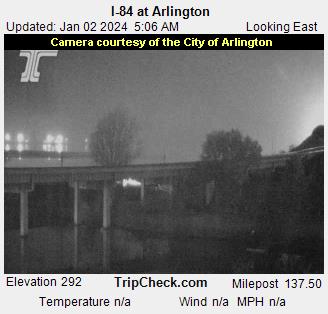 I-84 at Arlington
Updated: Jan 02 2024 5:06 AM Looking East
Camera courtesy of the City of Arlington
Elevation 292 TripCheck.com Milepost 137.50
Temperature n/a Wind n/a MPH n/a